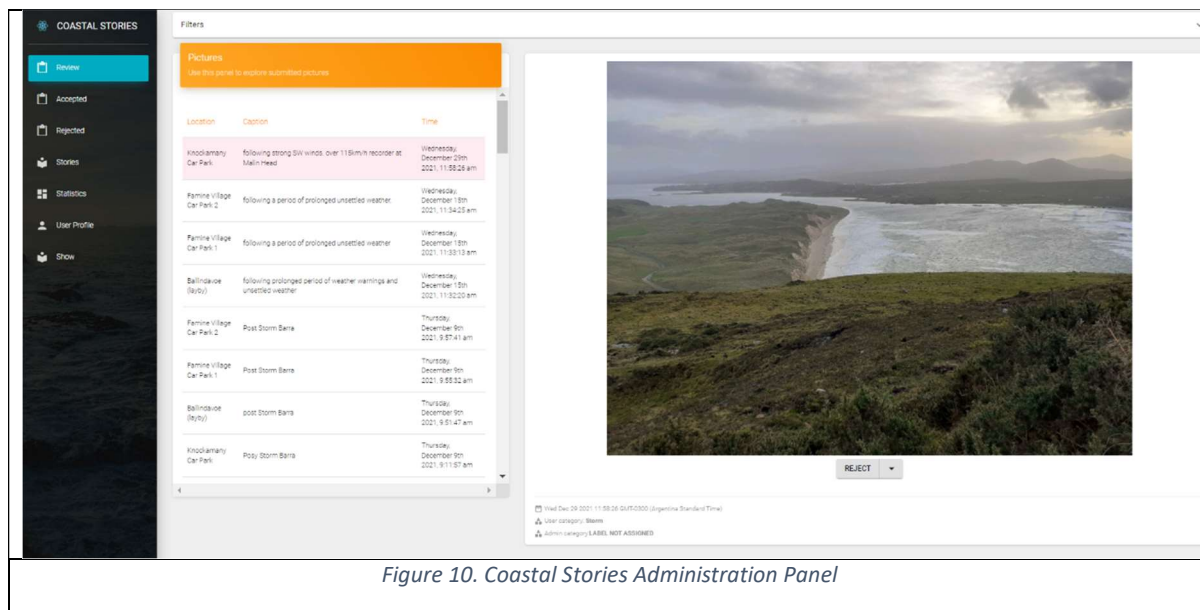 COASTAL STORIES
Review
Accepted
Rejected
Stories
Statistics
User Profile
Show
Filters
Pictures
Use this panel to explore submitted pictures
Location Caption Time
Knockamany
Car Park
following strong SW winds. over 115km/h recorder at
Malin Head
Wednesday,
December 29th
2021, 11:58:26 am
Famine Village
Car Park 2
following a period of prolonged unsettled weather.
Wednesday,
December 15th
2021, 11:34:25 am
Famine Village
Car Park 1
following a period of prolonged unsettled weather
Wednesday,
December 15th
2021, 11:33:13 am
Ballindavoe
(layby)
following prolonged period of weather warnings and
unsettled weather
Wednesday,
December 15th
2021, 11:32:20 am
Famine Village
Car Park 2
Post Storm Barra
Thursday,
December 9th
2021, 9:57:41 am
Famine Village
Car Park 1
Post Storm Barra
Thursday,
December 9th
2021, 9:55:32 am
Ballindavoe
(layby)
post Storm Barra
Thursday,
December 9th
2021, 9:51:47 am
Knockamany
Car Park
Posy Storm Barra
Thursday,
December 9th
2021, 9:11:57 am
REJECT
Wed Dec 29 2021 11:58:26 GMT-0300 (Argentina Standard Time)
User category: Storm
Admin category LABEL NOT ASSIGNED
Figure 10. Coastal Stories Administration Panel